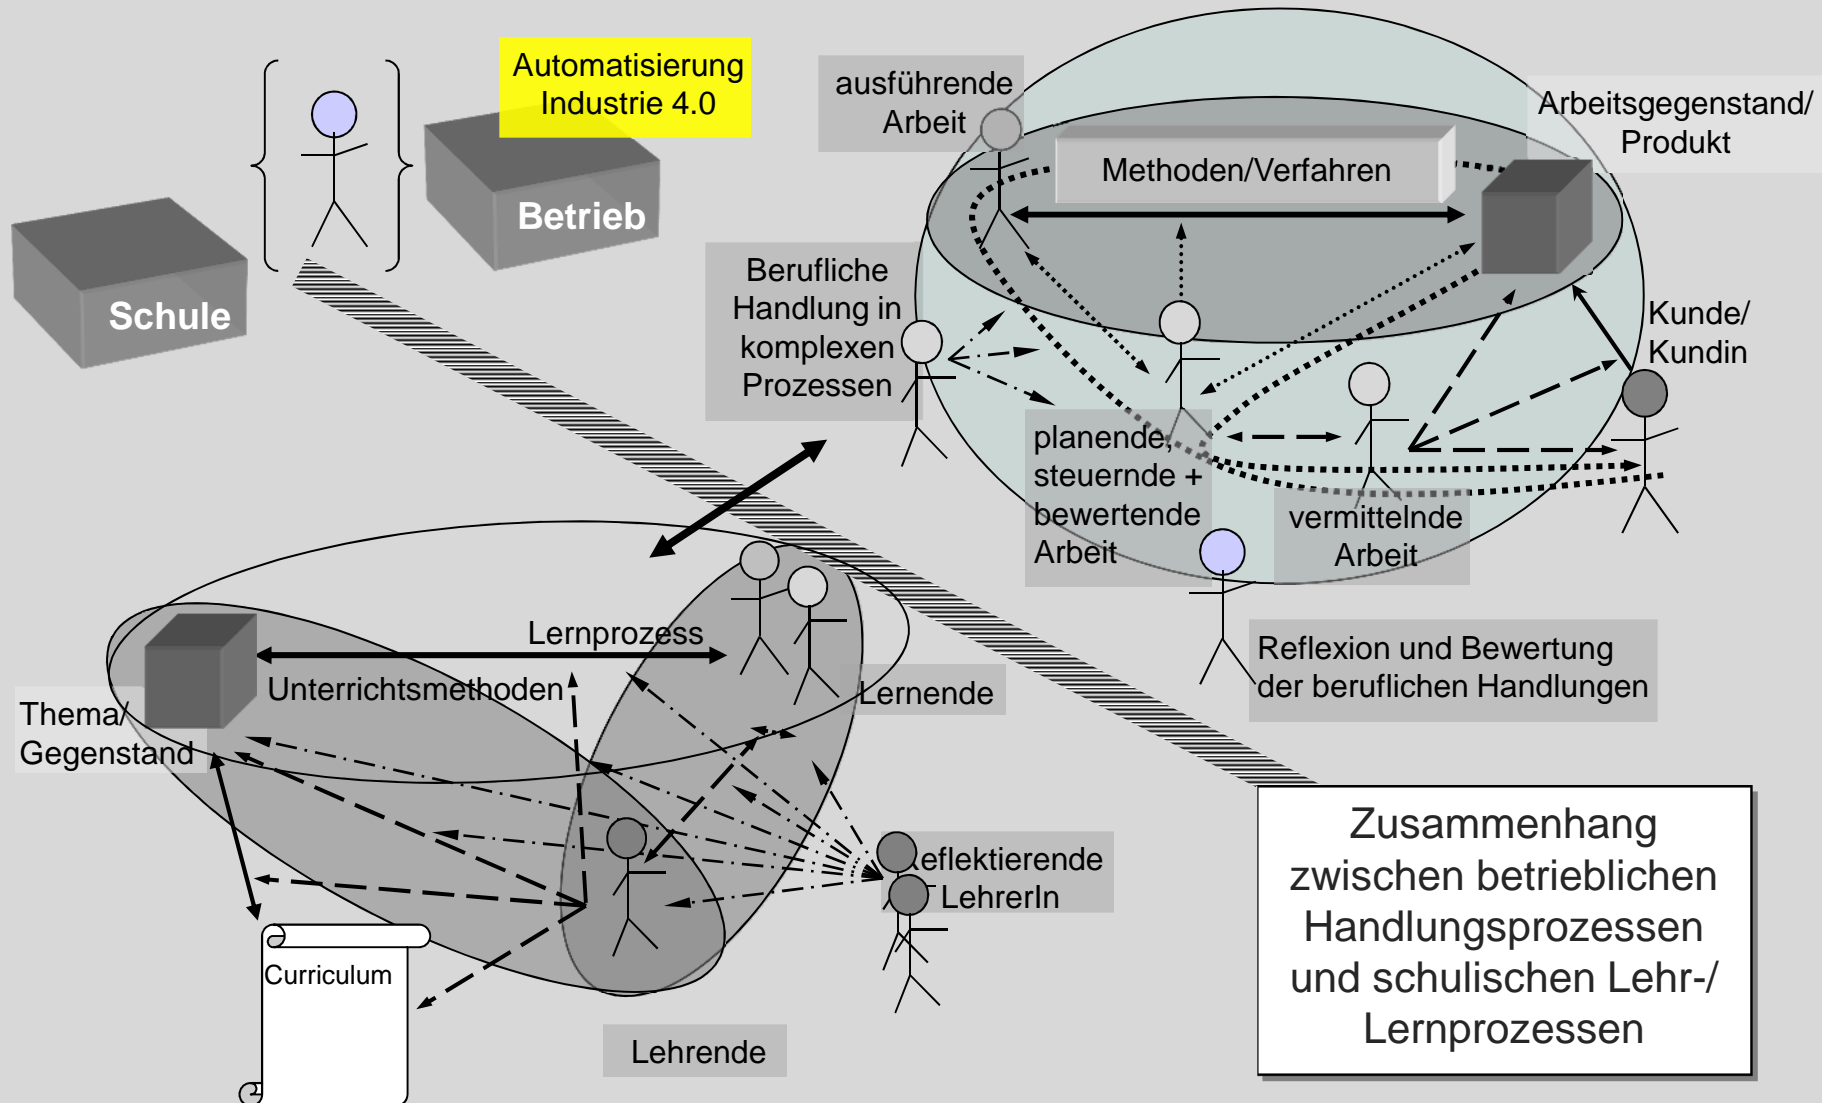 Automatisierung
Industrie 4.0
Schule
Betrieb
ausführende
Arbeit
Methoden/Verfahren
Arbeitsgegenstand/
Produkt
Berufliche
Handlung in
komplexen
Prozessen
Kunde/
Kundin
planende,
steuernde +
bewertende
Arbeit
vermittelnde
Arbeit
Reflexion und Bewertung
der beruflichen Handlungen
Lernprozess
Unterrichtsmethoden
Lernende
Thema/
Gegenstand
eflektierende
LehrerIn
Curriculum
Lehrende
Zusammenhang
zwischen betrieblichen
Handlungsprozessen
und schulischen Lehr-/
Lernprozessen